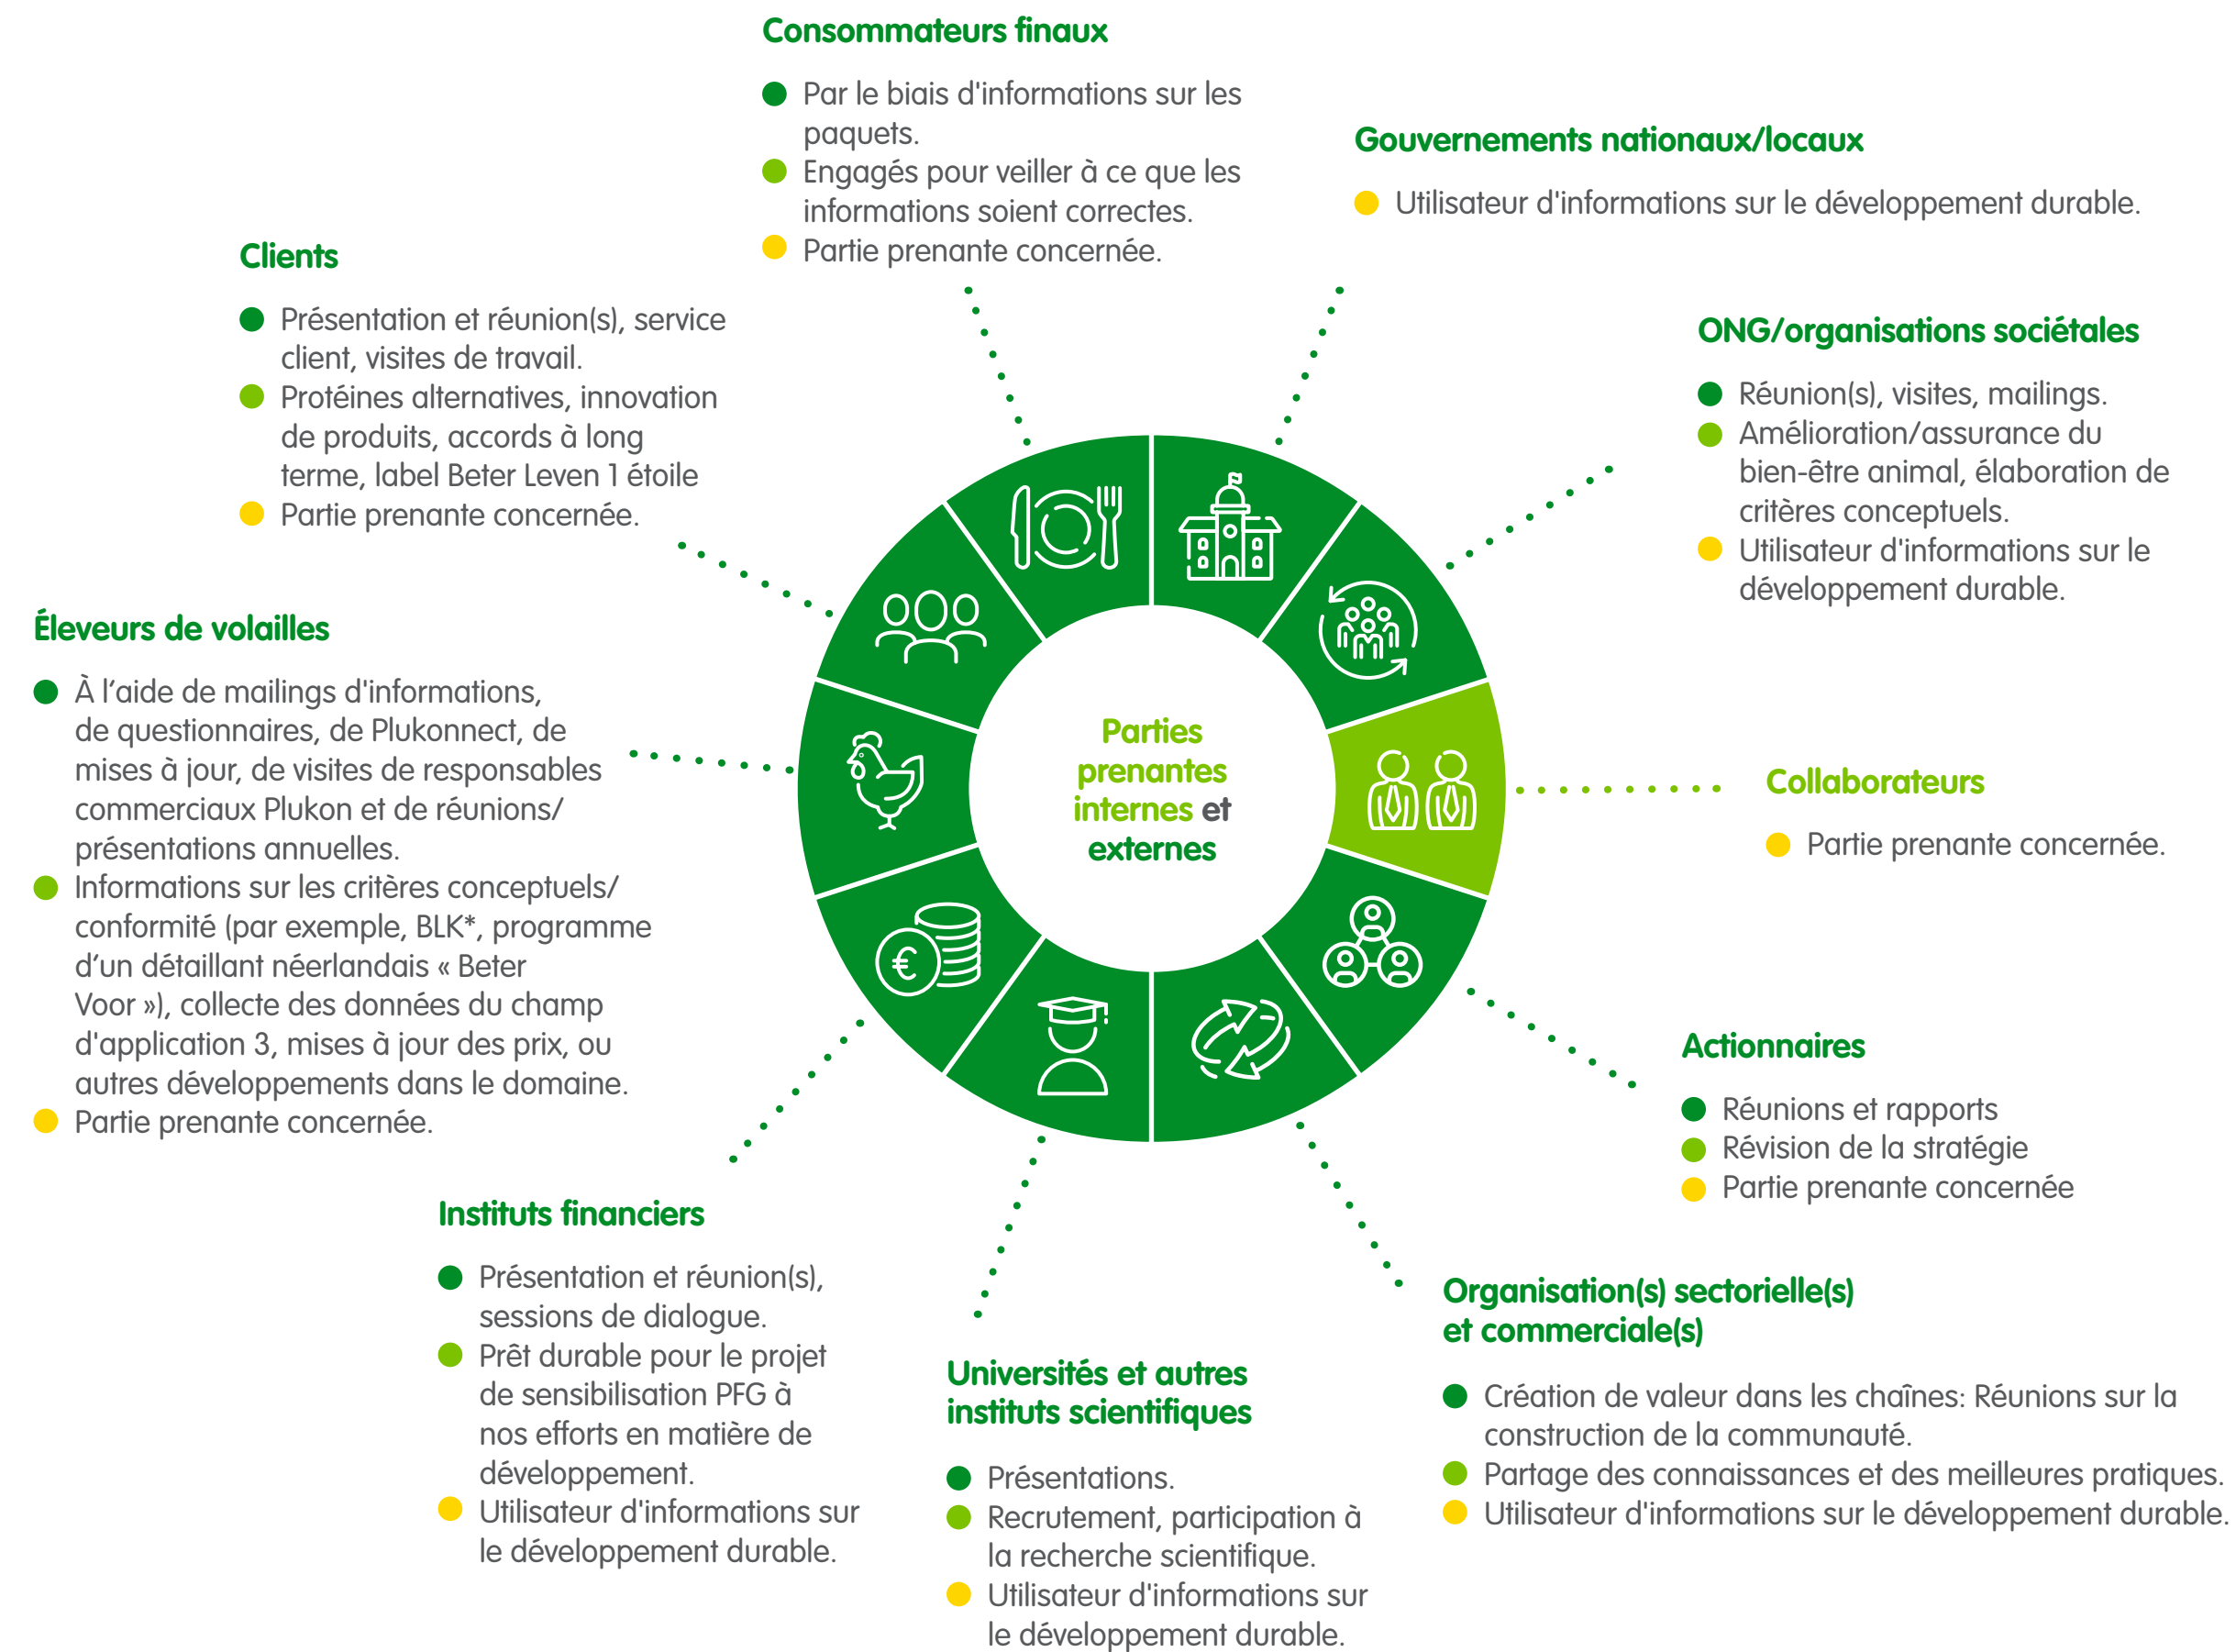 Consommateurs finaux
Par le biais d'informations sur les
paquets.
Engagés pour veiller à ce que les
informations soient correctes.
Partie prenante concernée.
Gouvernements nationaux/locaux
Utilisateur d'informations sur le développement durable.
Clients
Présentation et réunion(s), service
client, visites de travail.
Protéines alternatives, innovation
de produits, accords à long
terme, label Beter Leven 1 étoile
Partie prenante concernée.
ONG/organisations sociétales
Réunion(s), visites, mailings.
Amélioration/assurance du
bien-être animal, élaboration de
critères conceptuels.
Utilisateur d'informations sur le
développement durable.
Éleveurs de volailles
À l’aide de mailings d'informations,
de questionnaires, de Plukonnect, de
mises à jour, de visites de responsables
commerciaux Plukon et de réunions/
présentations annuelles.
Informations sur les critères conceptuels/
conformité (par exemple, BLK*, programme
d’un détaillant néerlandais « Beter
Voor »), collecte des données du champ
d'application 3, mises à jour des prix, ou
autres développements dans le domaine.
Partie prenante concernée.
Parties
prenantes
internes et
externes
Collaborateurs
Partie prenante concernée.
Actionnaires
Réunions et rapports
Révision de la stratégie
Partie prenante concernée
Instituts financiers
Présentation et réunion(s),
sessions de dialogue.
Prêt durable pour le projet
de sensibilisation PFG à
nos efforts en matière de
développement.
Utilisateur d'informations sur
le développement durable.
Universités et autres
instituts scientifiques
Présentations.
Recrutement, participation à
la recherche scientifique.
Utilisateur d'informations sur
le développement durable.
Organisation(s) sectorielle(s)
et commerciale(s)
Création de valeur dans les chaînes: Réunions sur la
construction de la communauté.
Partage des connaissances et des meilleures pratiques.
Utilisateur d'informations sur le développement durable.